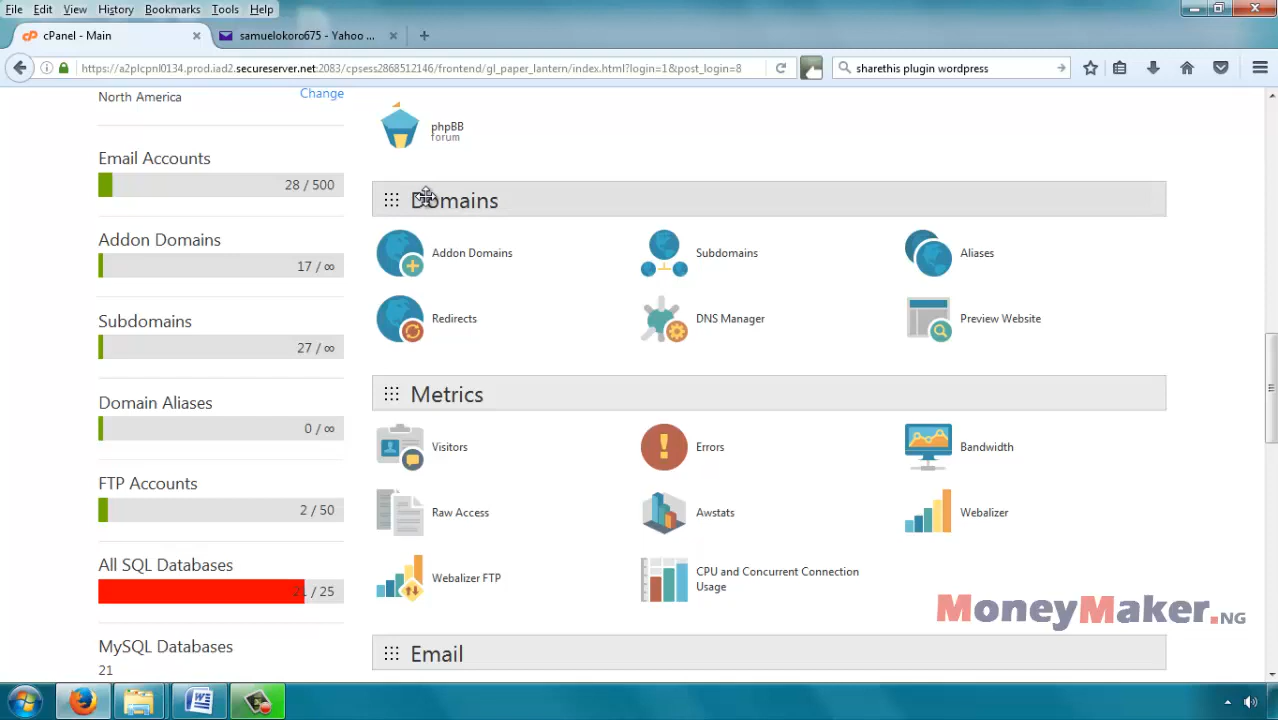 File Edit View History Bookmarks Tools Help
cPanel - Main
samuelokoro675 - Yahoo ...
https://a2plcpnl0134.prod.iad2.secureserver.net:2083/cpsess2868512146/frontend/gl_paper_lantern/index.html?login=1&post_login=8
sharethis plugin wordpress
North America
Change
Email Accounts
28 / 500
Addon Domains
17 / ∞
Subdomains
27 / ∞
Domain Aliases
0 / ∞
FTP Accounts
2 / 50
All SQL Databases
21 / 25
MySQL Databases
21
phpBB
forum
Domains
Addon Domains
Subdomains
Aliases
Redirects
DNS Manager
Preview Website
Metrics
Visitors
Errors
Bandwidth
Raw Access
Awstats
Webalizer
Webalizer FTP
CPU and Concurrent Connection
Usage
Email
MoneyMaker.NG